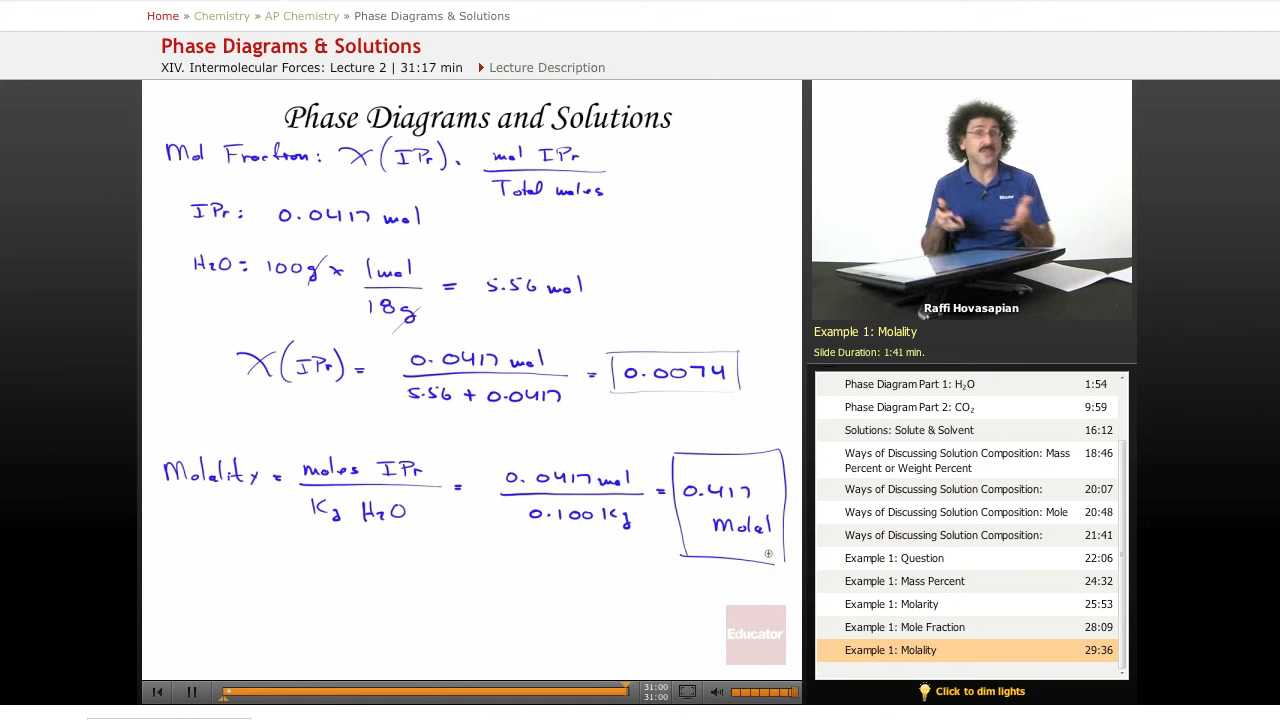 Home » Chemistry » AP Chemistry » Phase Diagrams & Solutions
Phase Diagrams & Solutions
XIV. Intermolecular Forces: Lecture 2 | 31:17 min
Lecture Description
Phase Diagrams and Solutions
Mol Fraction: X(IPr). mol IPr / Total moles
IPr: 0.0417 mol
H2O: 100g x 1mol / 18g = 5.56 mol
X(IPr) = 0.0417 mol / 5.56 + 0.0417 = 0.0074
Molality = moles IPr / Kg H2O = 0.0417 mol / 0.100 Kg = 0.417
Molal
Educator
31:00
31:00
Raffi Hovasapian
Example 1: Molality
Slide Duration: 1:41 min.
Phase Diagram Part 1: H₂O 1:54
Phase Diagram Part 2: CO₂ 9:59
Solutions: Solute & Solvent 16:12
Ways of Discussing Solution Composition: Mass 18:46
Percent or Weight Percent
Ways of Discussing Solution Composition: 20:07
Ways of Discussing Solution Composition: Mole 20:48
Ways of Discussing Solution Composition: 21:41
Example 1: Question 22:06
Example 1: Mass Percent 24:32
Example 1: Molarity 25:53
Example 1: Mole Fraction 28:09
Example 1: Molality 29:36
Click to dim lights